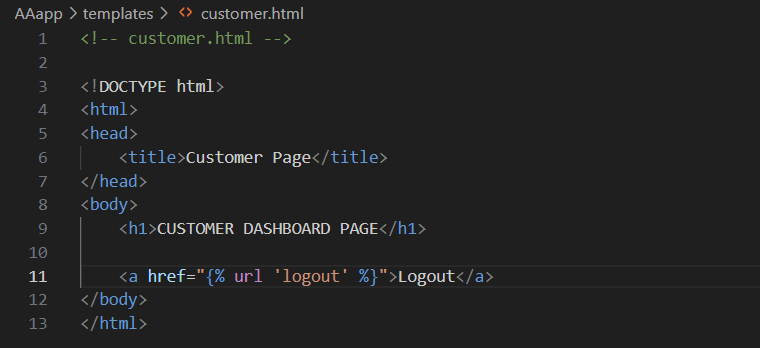 AAapp > templates > <> customer.html
1 <!-- customer.html -->
2
3 <!DOCTYPE html>
4 <html>
5 <head>
6     <title>Customer Page</title>
7 </head>
8 <body>
9     <h1>CUSTOMER DASHBOARD PAGE</h1>
10
11     <a href="{% url 'logout' %}">Logout</a>
12 </body>
13 </html>